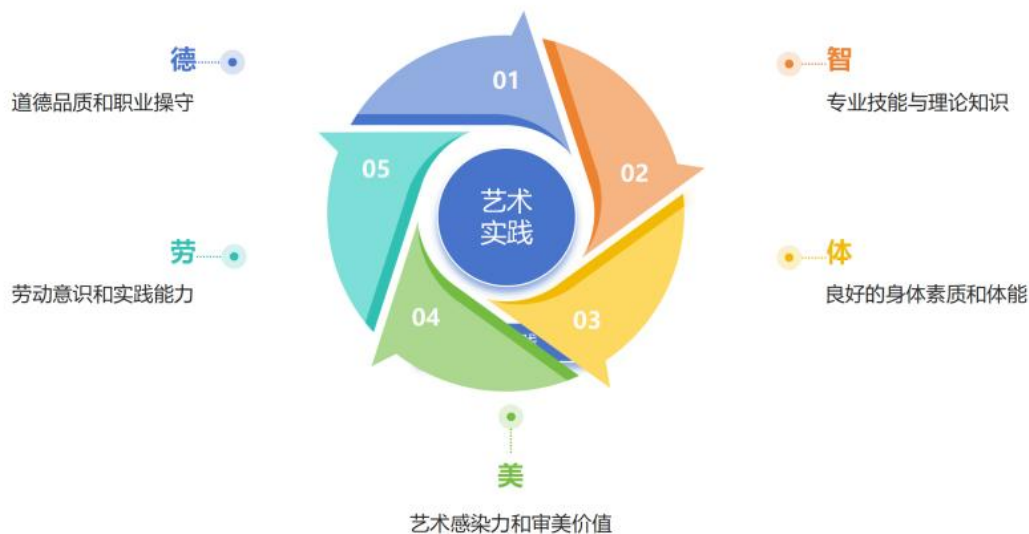 德
道德品质和职业操守
智
专业技能与理论知识
01
02
03
04
05
艺术
实践
劳
劳动意识和实践能力
体
良好的身体素质和体能
美
艺术感染力和审美价值